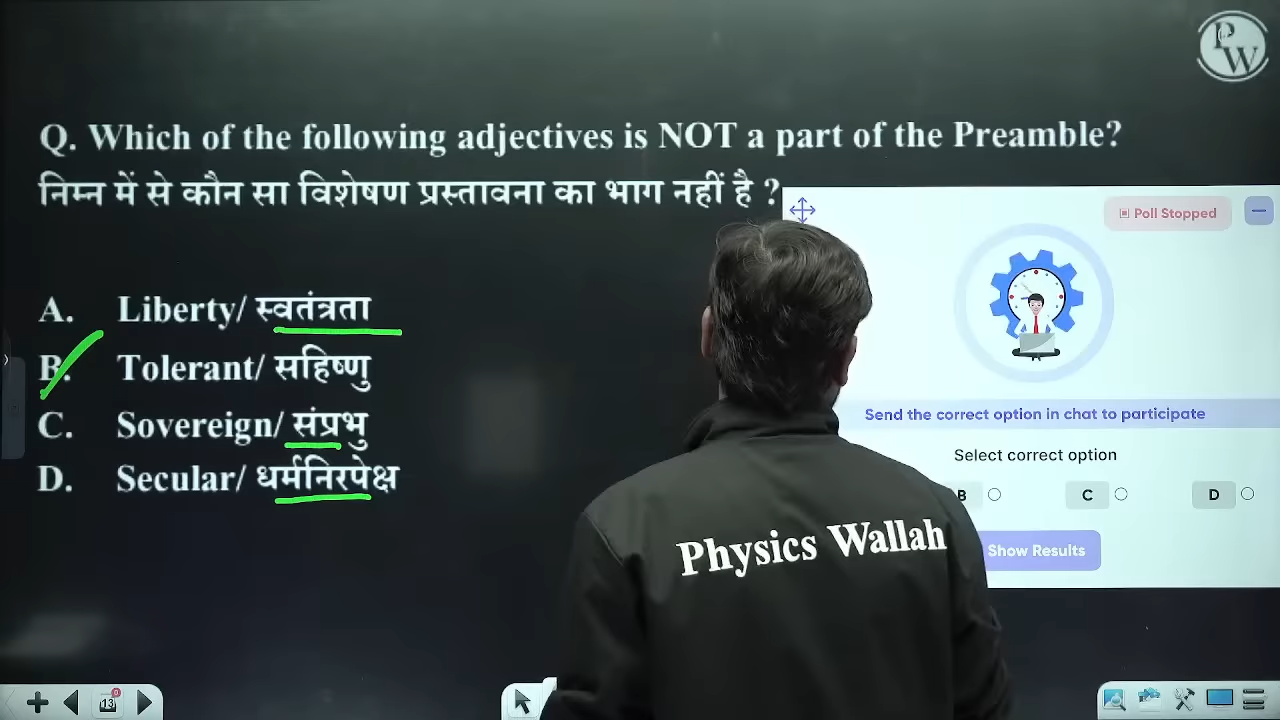 PW
Q. Which of the following adjectives is NOT a part of the Preamble?
निम्न में से कौन सा विशेषण प्रस्तावना का भाग नहीं है ?
Poll Stopped
A. Liberty/ स्वतंत्रता
B. Tolerant/ सहिष्णु
C. Sovereign/ संप्रभु
D. Secular/ धर्मनिरपेक्ष
Send the correct option in chat to participate
Select correct option
B C D
Show Results
Physics Wallah
13